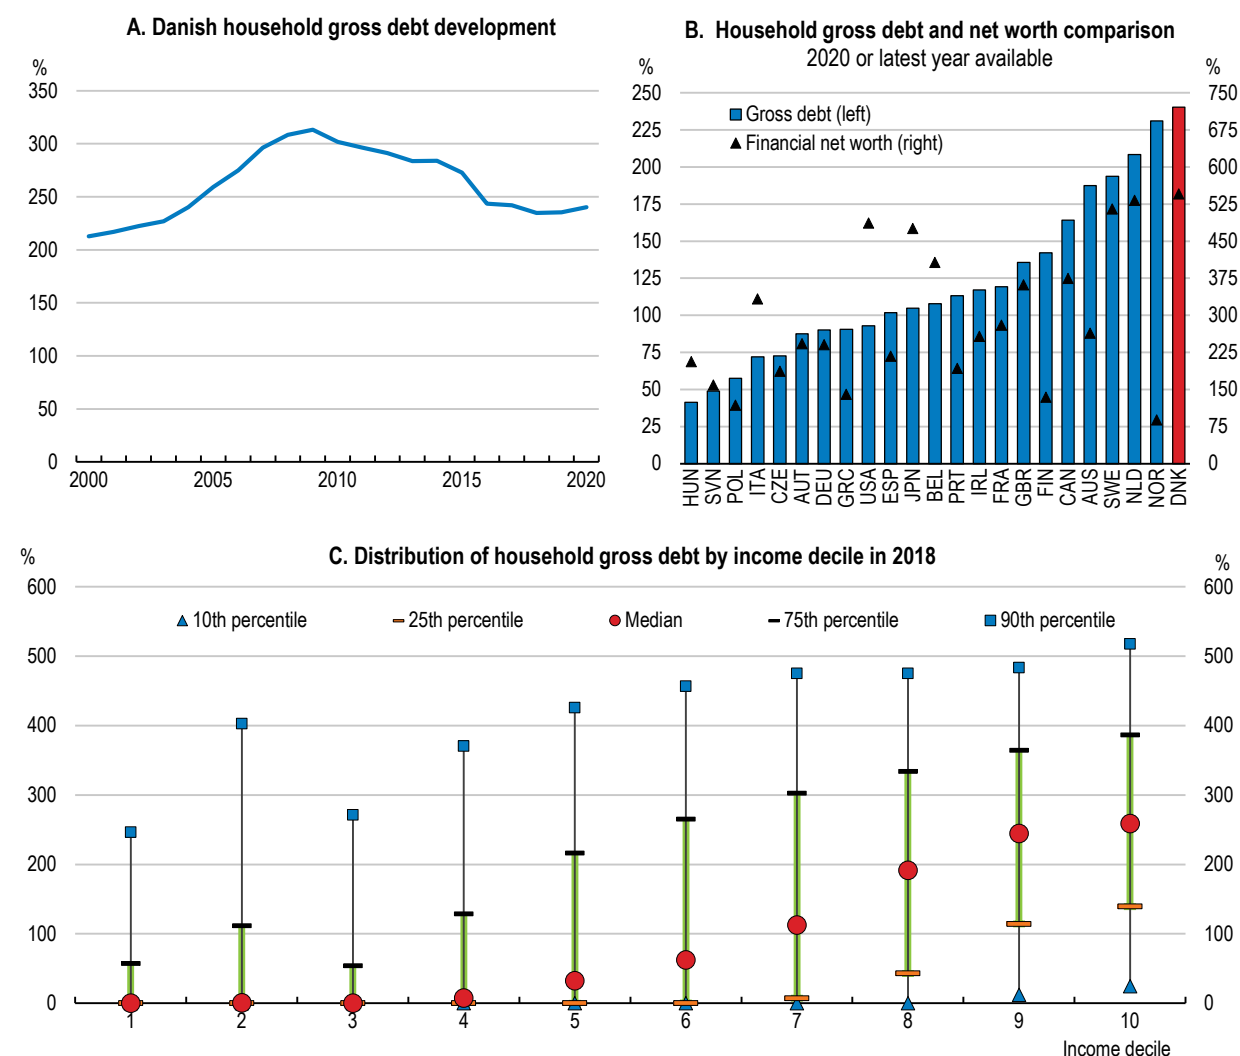 A. Danish household gross debt development
%
350
300
250
200
150
100
50
0
2000 2005 2010 2015 2020
B. Household gross debt and net worth comparison
2020 or latest year available
% %
250 750
225 675
200 600
175 525
150 450
125 375
100 300
75 225
50 150
25 75
0 0
Gross debt (left)
Financial net worth (right)
HUN SVN POL ITA CZE AUT DEU GRC USA ESP JPN BEL PRT IRL FRA GBR FIN CAN AUS SWE NLD NOR DNK
C. Distribution of household gross debt by income decile in 2018
% %
600 600
10th percentile 25th percentile Median 75th percentile 90th percentile
500 500
400 400
300 300
200 200
100 100
0 0
1 2 3 4 5 6 7 8 9 10
Income decile